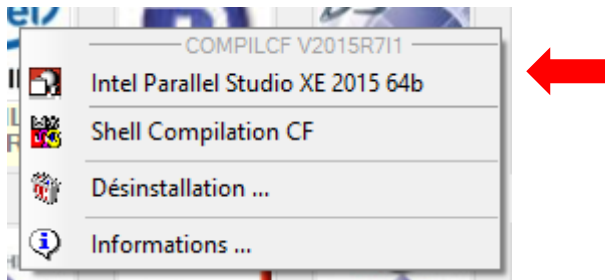 COMPILCF V2015R7I1
Intel Parallel Studio XE 2015 64b
Shell Compilation CF
Désinstallation ...
Informations ...